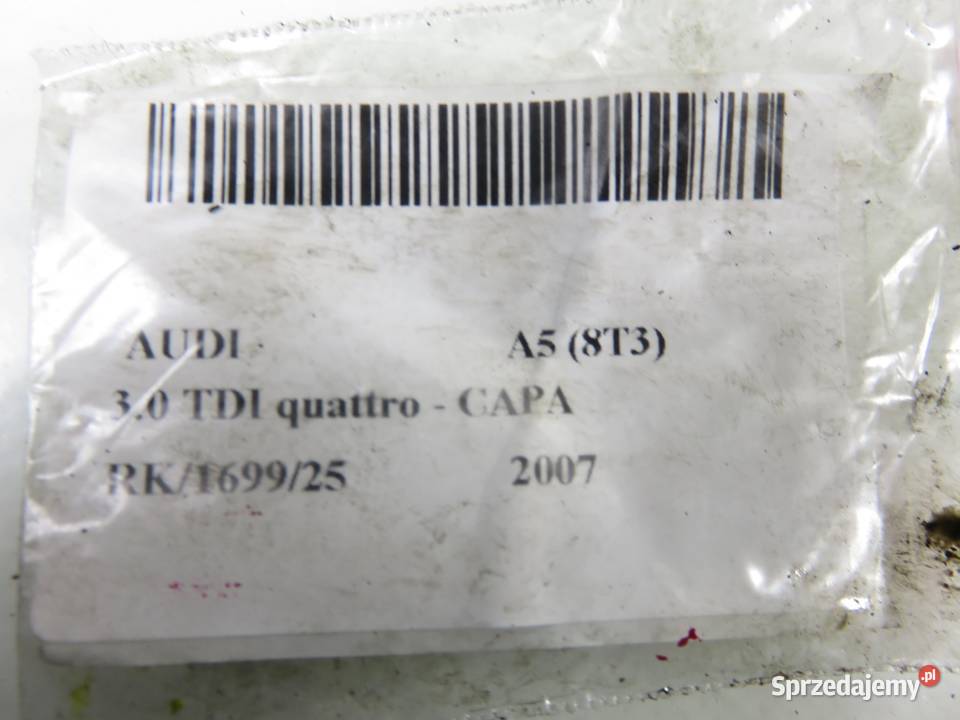 AUDI A5 (8T3)
3.0 TDI quattro - CAPA
RK/1699/25 2007
Sprzedajemy.pl